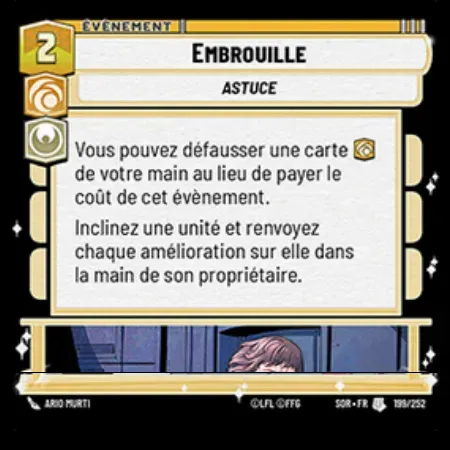 ÉVÈNEMENT
2
EMBROUILLE
ASTUCE
Vous pouvez défausser une carte
de votre main au lieu de payer le
coût de cet évènement.
Inclinez une unité et renvoyez
chaque amélioration sur elle dans
la main de son propriétaire.
ARIO MURTI
©LFL ©FFG
SOR • FR
199/252